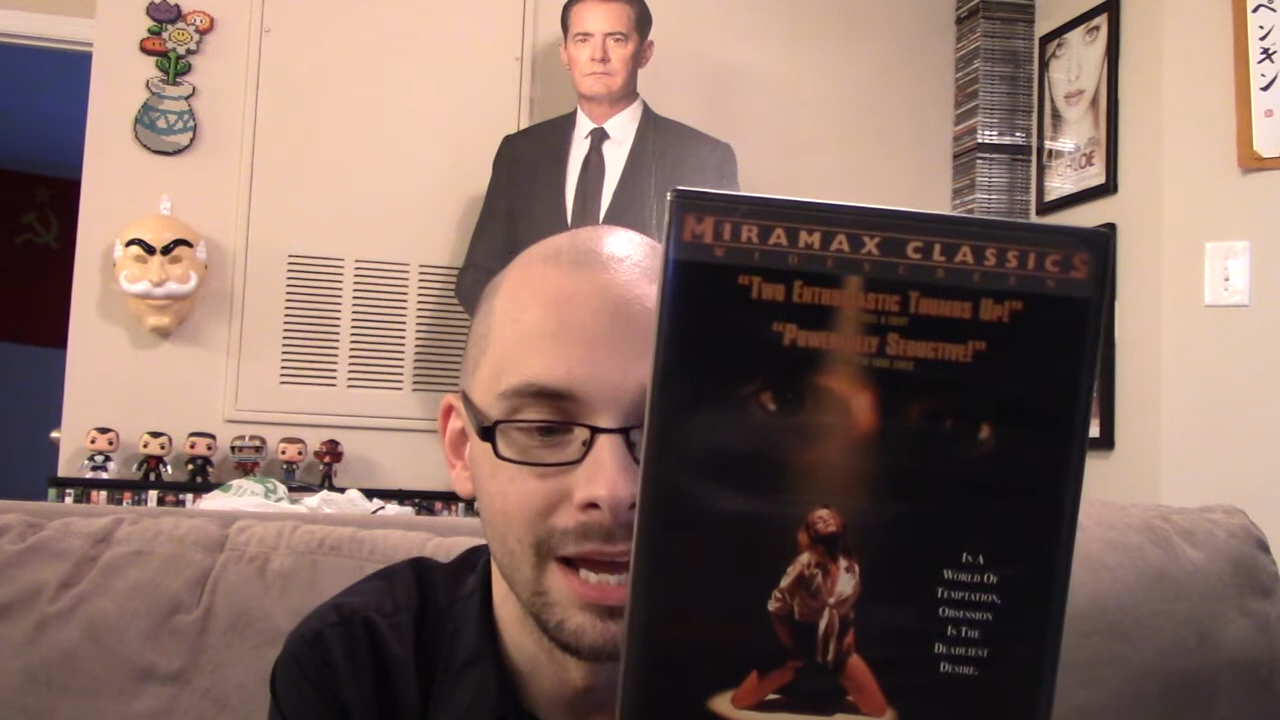 ペンギン
CHLOE
MIRAMAX CLASSICS
WIDESCREEN
"TWO ENTHUSIASTIC THUMBS UP!"
"POWERFULLY SEDUCTIVE!"
IN A
WORLD OF
TEMPTATION,
OBSESSION
IS THE
DEADLIEST
DESIRE.